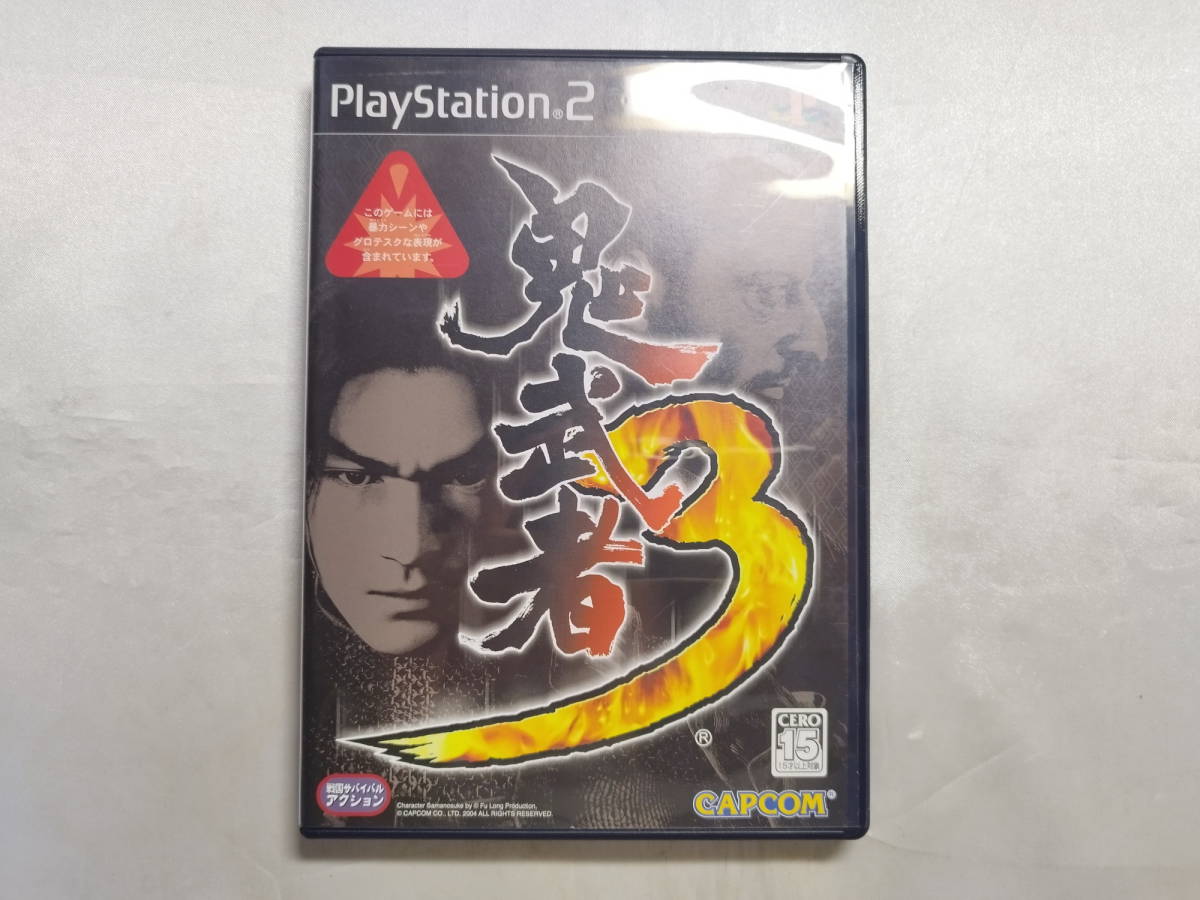 PlayStation®2
このゲームには
暴力シーンや
グロテスクな表現が
含まれています。
鬼武者
3
®
CERO
15
15才以上対象
戦国サバイバル
アクション
Character Samanosuke by © Fu Long Production,
© CAPCOM CO., LTD. 2004 ALL RIGHTS RESERVED.
CAPCOM®